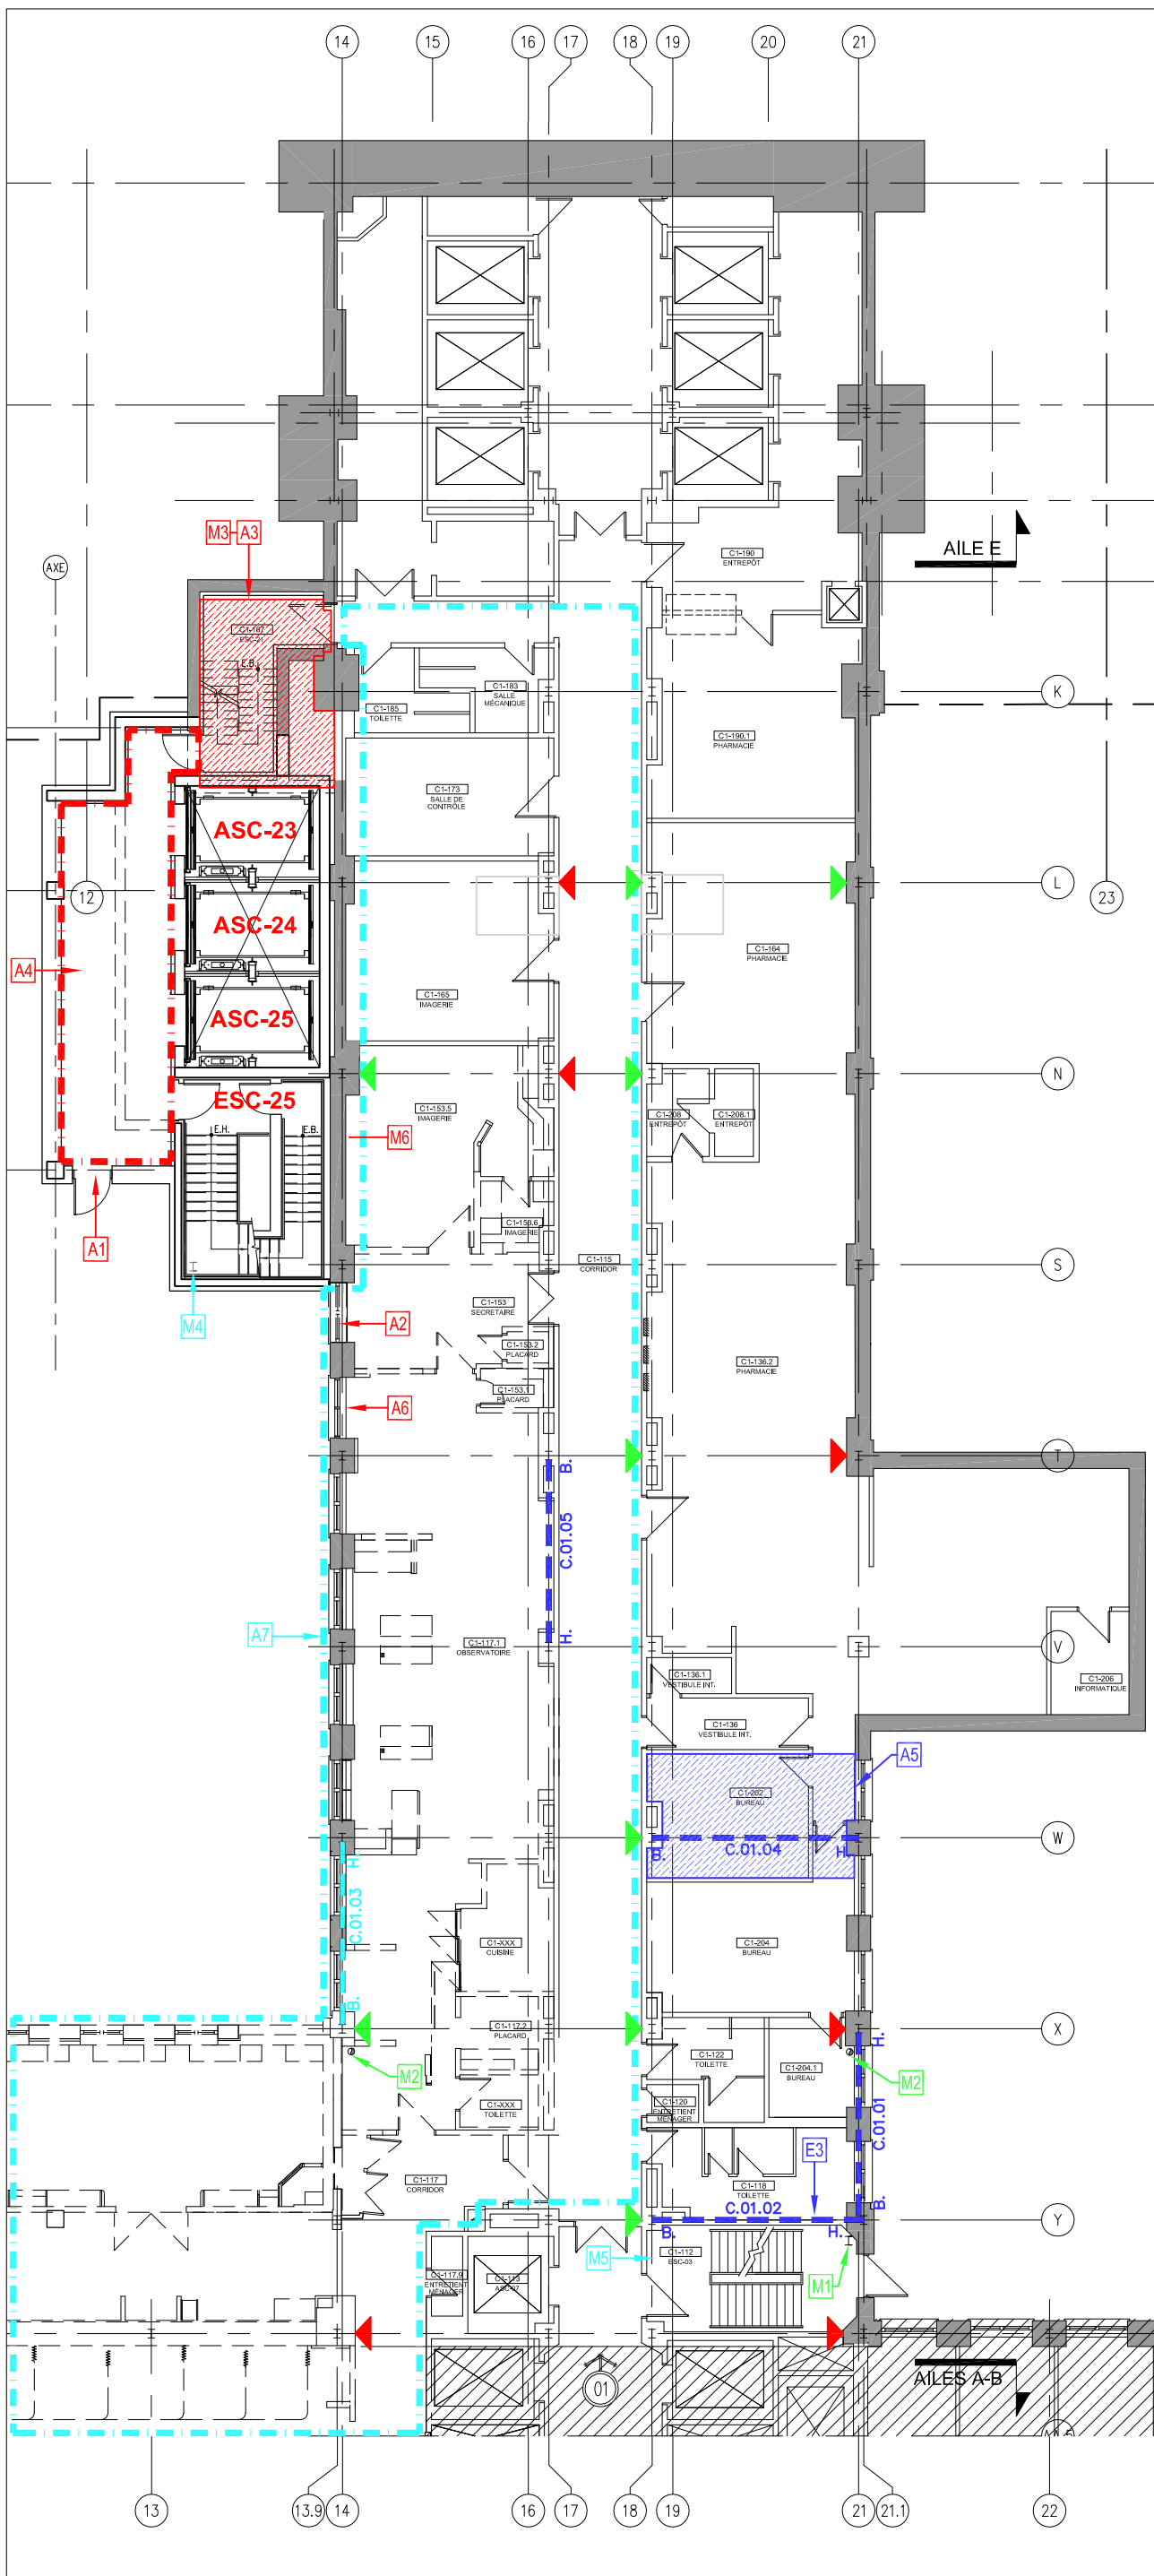 14
15
16
17
18
19
20
21
AILE E
M3
A3
AXE
C1-190
ENTREPÔT
C1-187
ESC-21
E.B.
K
C1-183
SALLE
MÉCANIQUE
C1-185
TOILETTE
C1-190.1
PHARMACIE
C1-173
SALLE DE
CONTRÔLE
ASC-23
12
L
23
ASC-24
A4
C1-164
PHARMACIE
C1-165
IMAGERIE
ASC-25
N
ESC-25
C1-153.5
IMAGERIE
C1-208
ENTREPÔT
C1-208.1
ENTREPÔT
E.H.
E.B.
M6
A1
C1-153.6
IMAGERIE
C1-115
CORRIDOR
S
M4
C1-153
SECRETAIRE
A2
C1-153.2
PLACARD
C1-136.2
PHARMACIE
C1-153.1
PLACARD
A6
T
B.
C.01.05
H.
A7
C1-117.1
OBSERVATOIRE
V
C1-136.1
VESTIBULE INT.
C1-206
INFORMATIQUE
C1-136
VESTIBULE INT.
A5
C1-202
BUREAU
W
B.
C.01.04
H.
H.
C.01.03
B.
C1-XXX
CUISINE
C1-204
BUREAU
C1-117.2
PLACARD
X
H.
C1-122
TOILETTE
C1-204.1
BUREAU
M2
M2
C1-XXX
TOILETTE
C1-120
ENTRETIENT
MÉNAGER
C.01.01
B.
E3
C1-117
CORRIDOR
C1-118
TOILETTE
C.01.02
B.
H.
Y
M5
C1-112
ESC-03
M1
C1-117.9
ENTRETIENT
MÉNAGER
C1-113
ASC-07
01
AILES A-B
13
13.9
14
16
17
18
19
21
21.1
22